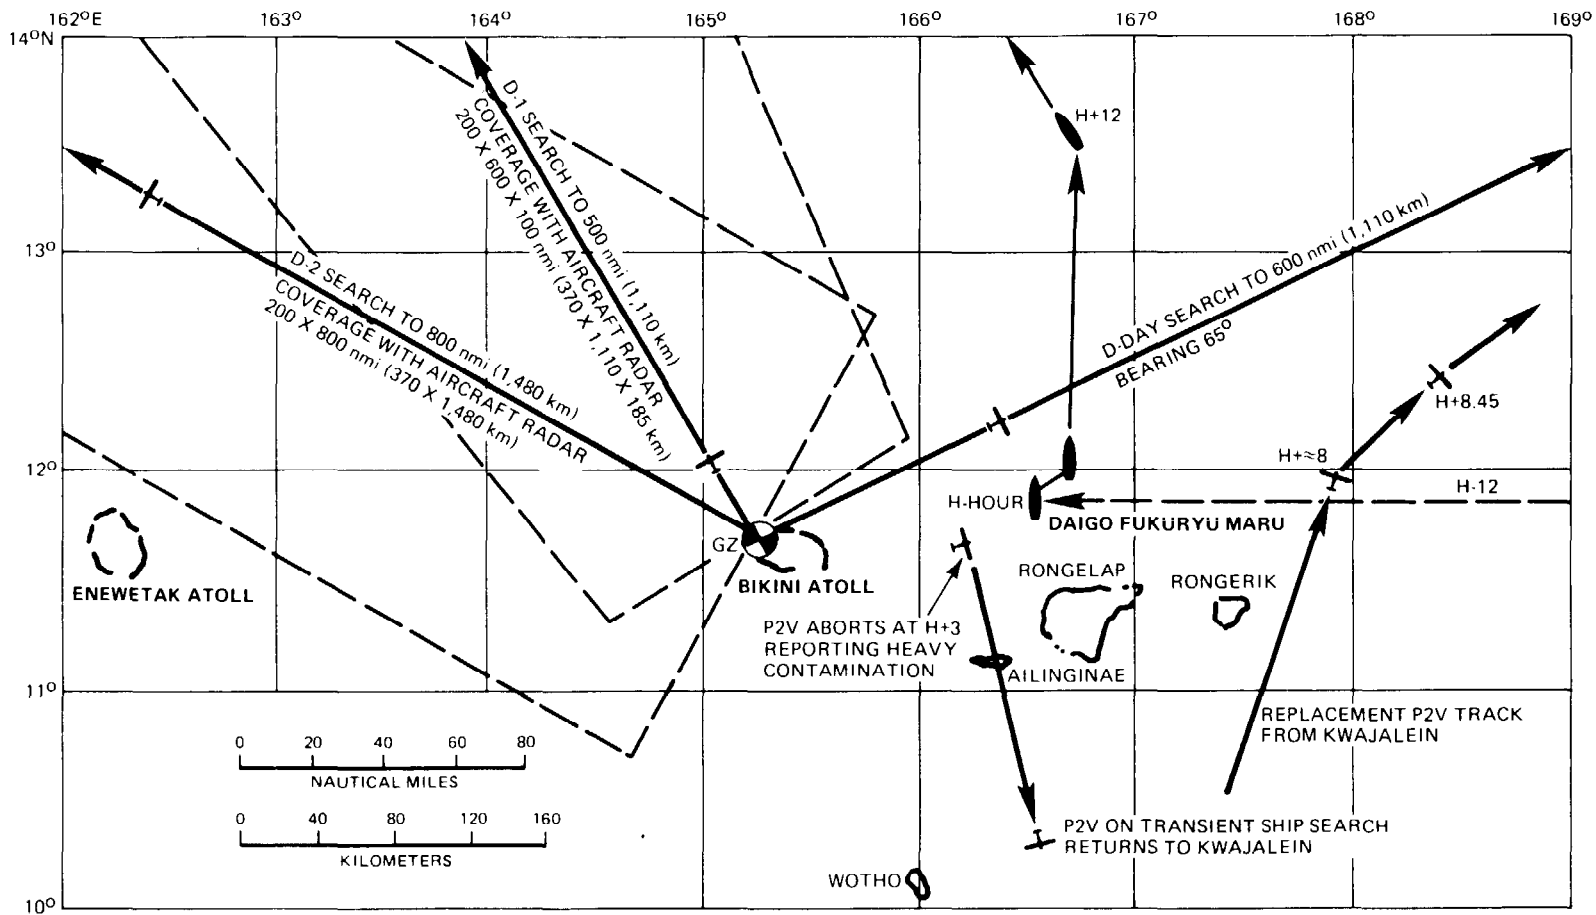 162°E 163° 164° 165° 166° 167° 168° 169°
14°N
H+12
D-1 SEARCH TO 500 nmi (1,110 km)
COVERAGE WITH AIRCRAFT RADAR
200 X 600 X 100 nmi (370 X 1,110 X 185 km)
13°
D-2 SEARCH TO 800 nmi (1,480 km)
COVERAGE WITH AIRCRAFT RADAR
200 X 800 nmi (370 X 1,480 km)
D-DAY SEARCH TO 600 nmi (1,110 km)
BEARING 65°
H+8.45
12°
H+≈8
H-12
H-HOUR
DAIGO FUKURYU MARU
GZ
BIKINI ATOLL
ENEWETAK ATOLL
RONGELAP
RONGERIK
P2V ABORTS AT H+3
REPORTING HEAVY
CONTAMINATION
AILINGINAE
11°
REPLACEMENT P2V TRACK
FROM KWAJALEIN
0 20 40 60 80
NAUTICAL MILES
0 40 80 120 160
KILOMETERS
P2V ON TRANSIENT SHIP SEARCH
RETURNS TO KWAJALEIN
WOTHO
10°